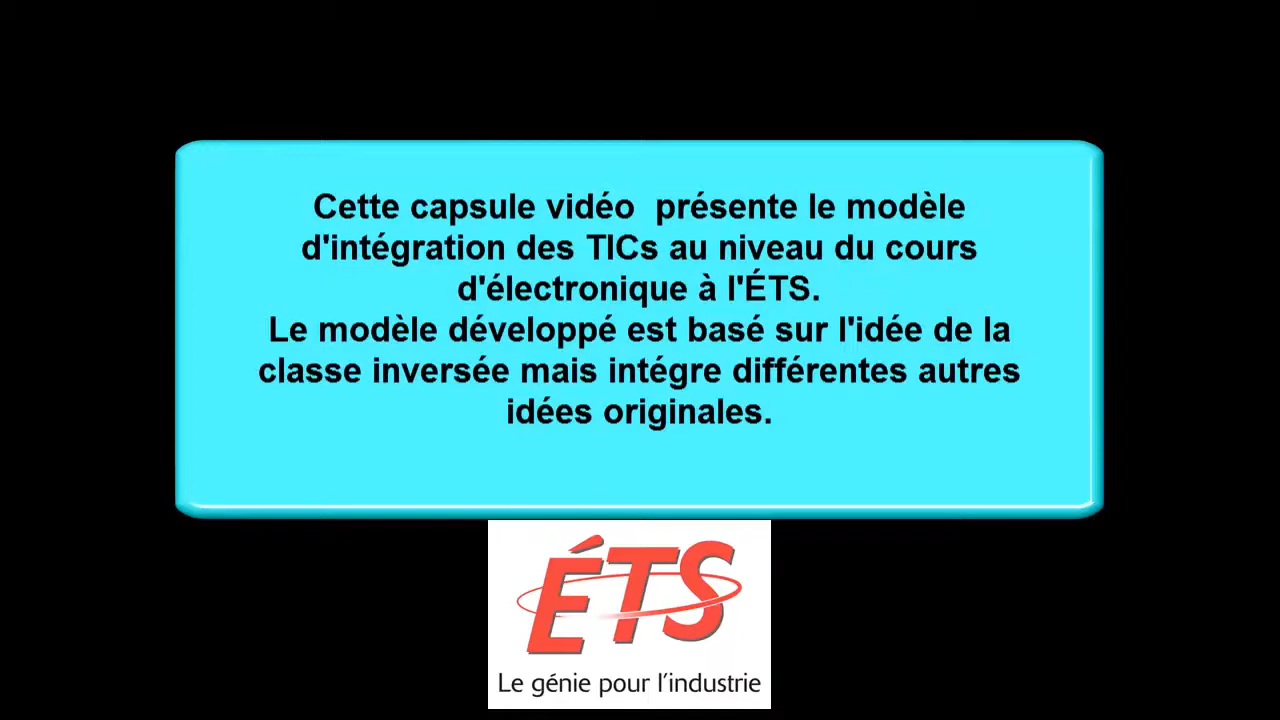 Cette capsule vidéo  présente le modèle
d'intégration des TICs au niveau du cours
d'électronique à l'ÉTS.
Le modèle développé est basé sur l'idée de la
classe inversée mais intégre différentes autres
idées originales.
ÉTS
Le génie pour l'industrie